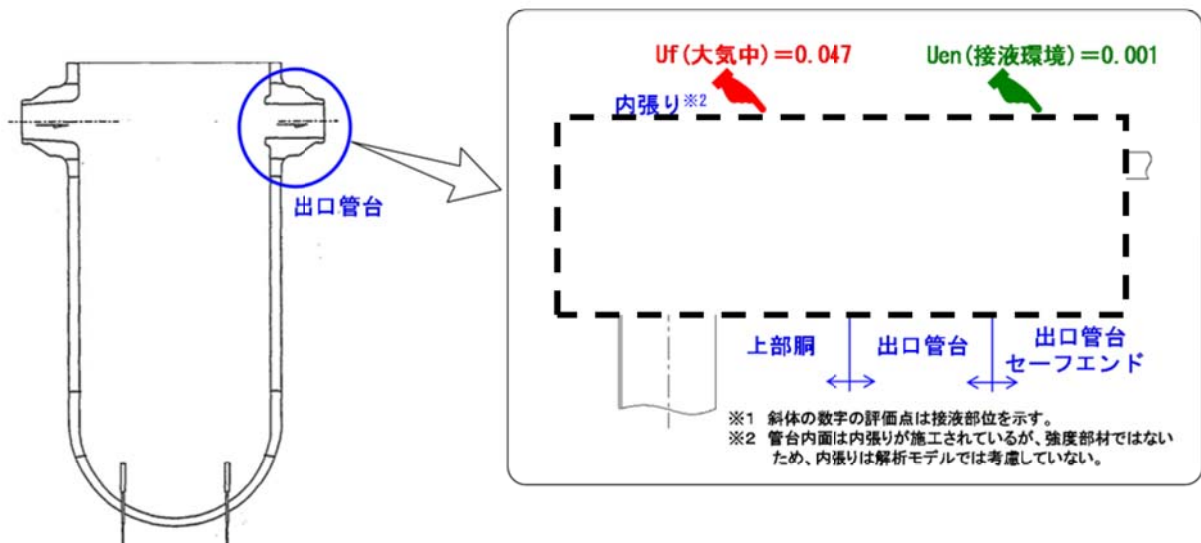 Uf(大気中)=0.047
Uen(接液環境)=0.001
内張り※2
出口管台
上部胴
出口管台
出口管台
セーフエンド
※1 斜体の数字の評価点は接液部位を示す。
※2 管台内面は内張りが施工されているが、強度部材ではない
ため、内張りは解析モデルでは考慮していない。